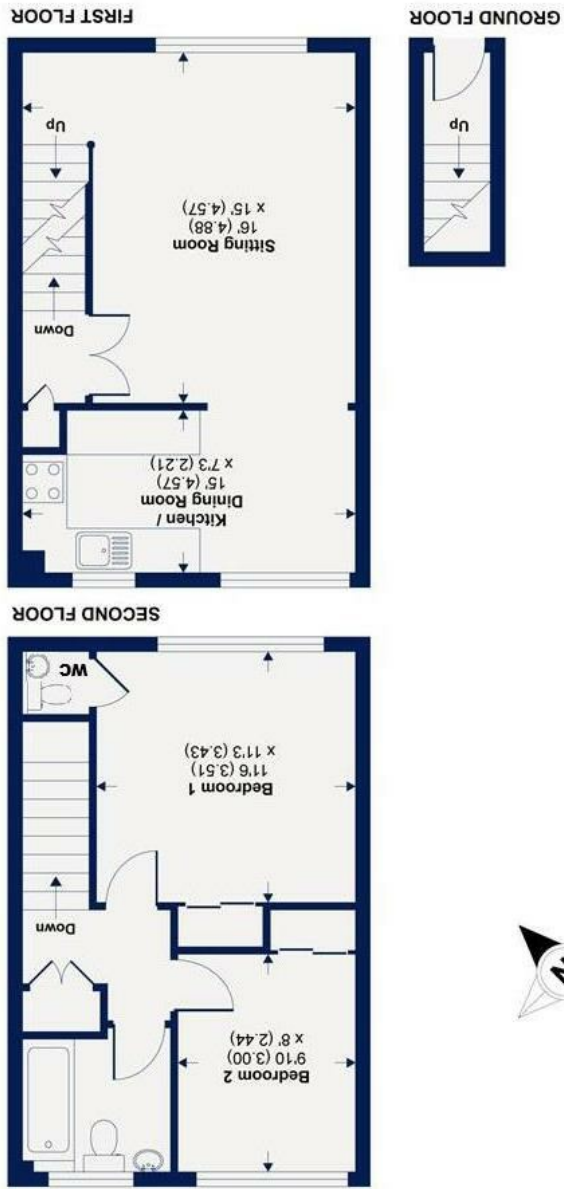 Bedroom 2
9'10 (3.00)
x 8' (2.44)
N
Down
Bedroom 1
11'6 (3.51)
x 11'3 (3.43)
WC
SECOND FLOOR
Kitchen /
Dining Room
15' (4.57)
x 7'3 (2.21)
Down
Sitting Room
16' (4.88)
x 15' (4.57)
Up
Up
GROUND FLOOR
FIRST FLOOR